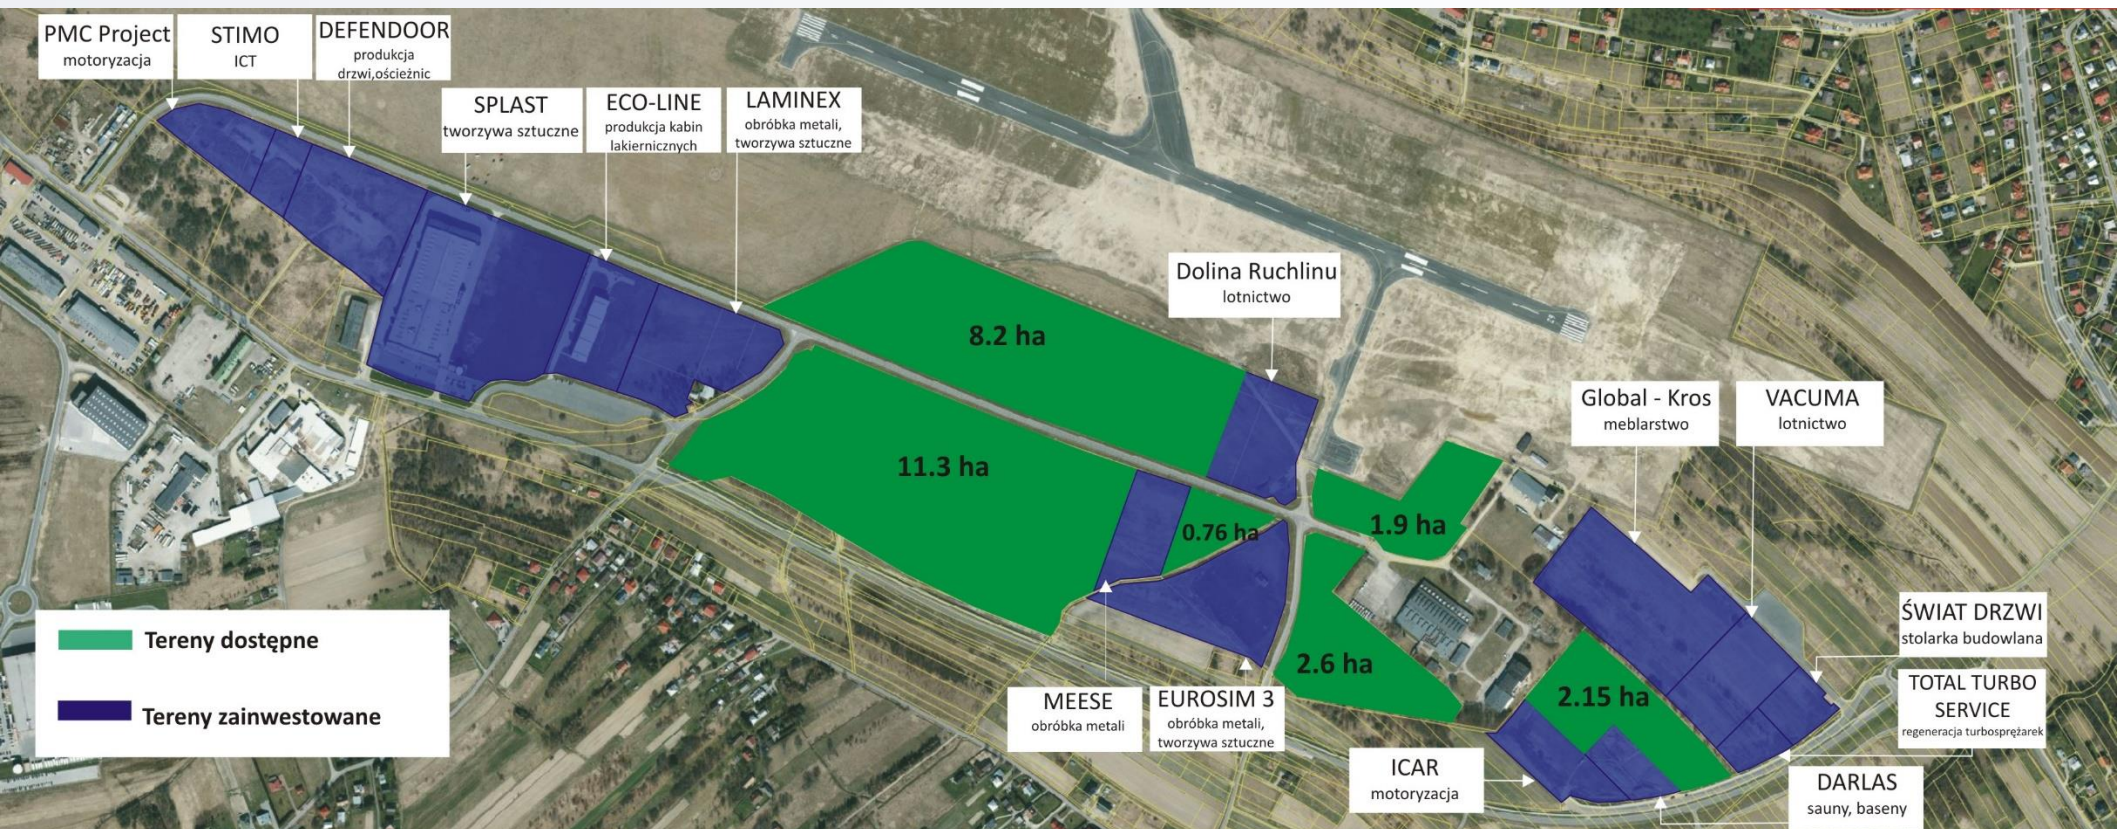 PMC Project
motoryzacja
STIMO
ICT
DEFENDOOR
produkcja
drzwi,ościeżnic
SPLAST
tworzywa sztuczne
ECO-LINE
produkcja kabin
lakierniczych
LAMINEX
obróbka metali,
tworzywa sztuczne
Dolina Ruchlinu
lotnictwo
8.2 ha
11.3 ha
0.76 ha
1.9 ha
2.6 ha
2.15 ha
Global - Kros
meblarstwo
VACUMA
lotnictwo
ŚWIAT DRZWI
stolarka budowlana
TOTAL TURBO
SERVICE
regeneracja turbosprężarek
DARLAS
sauny, baseny
ICAR
motoryzacja
MEESE
obróbka metali
EUROSIM 3
obróbka metali,
tworzywa sztuczne
Tereny dostępne
Tereny zainwestowane